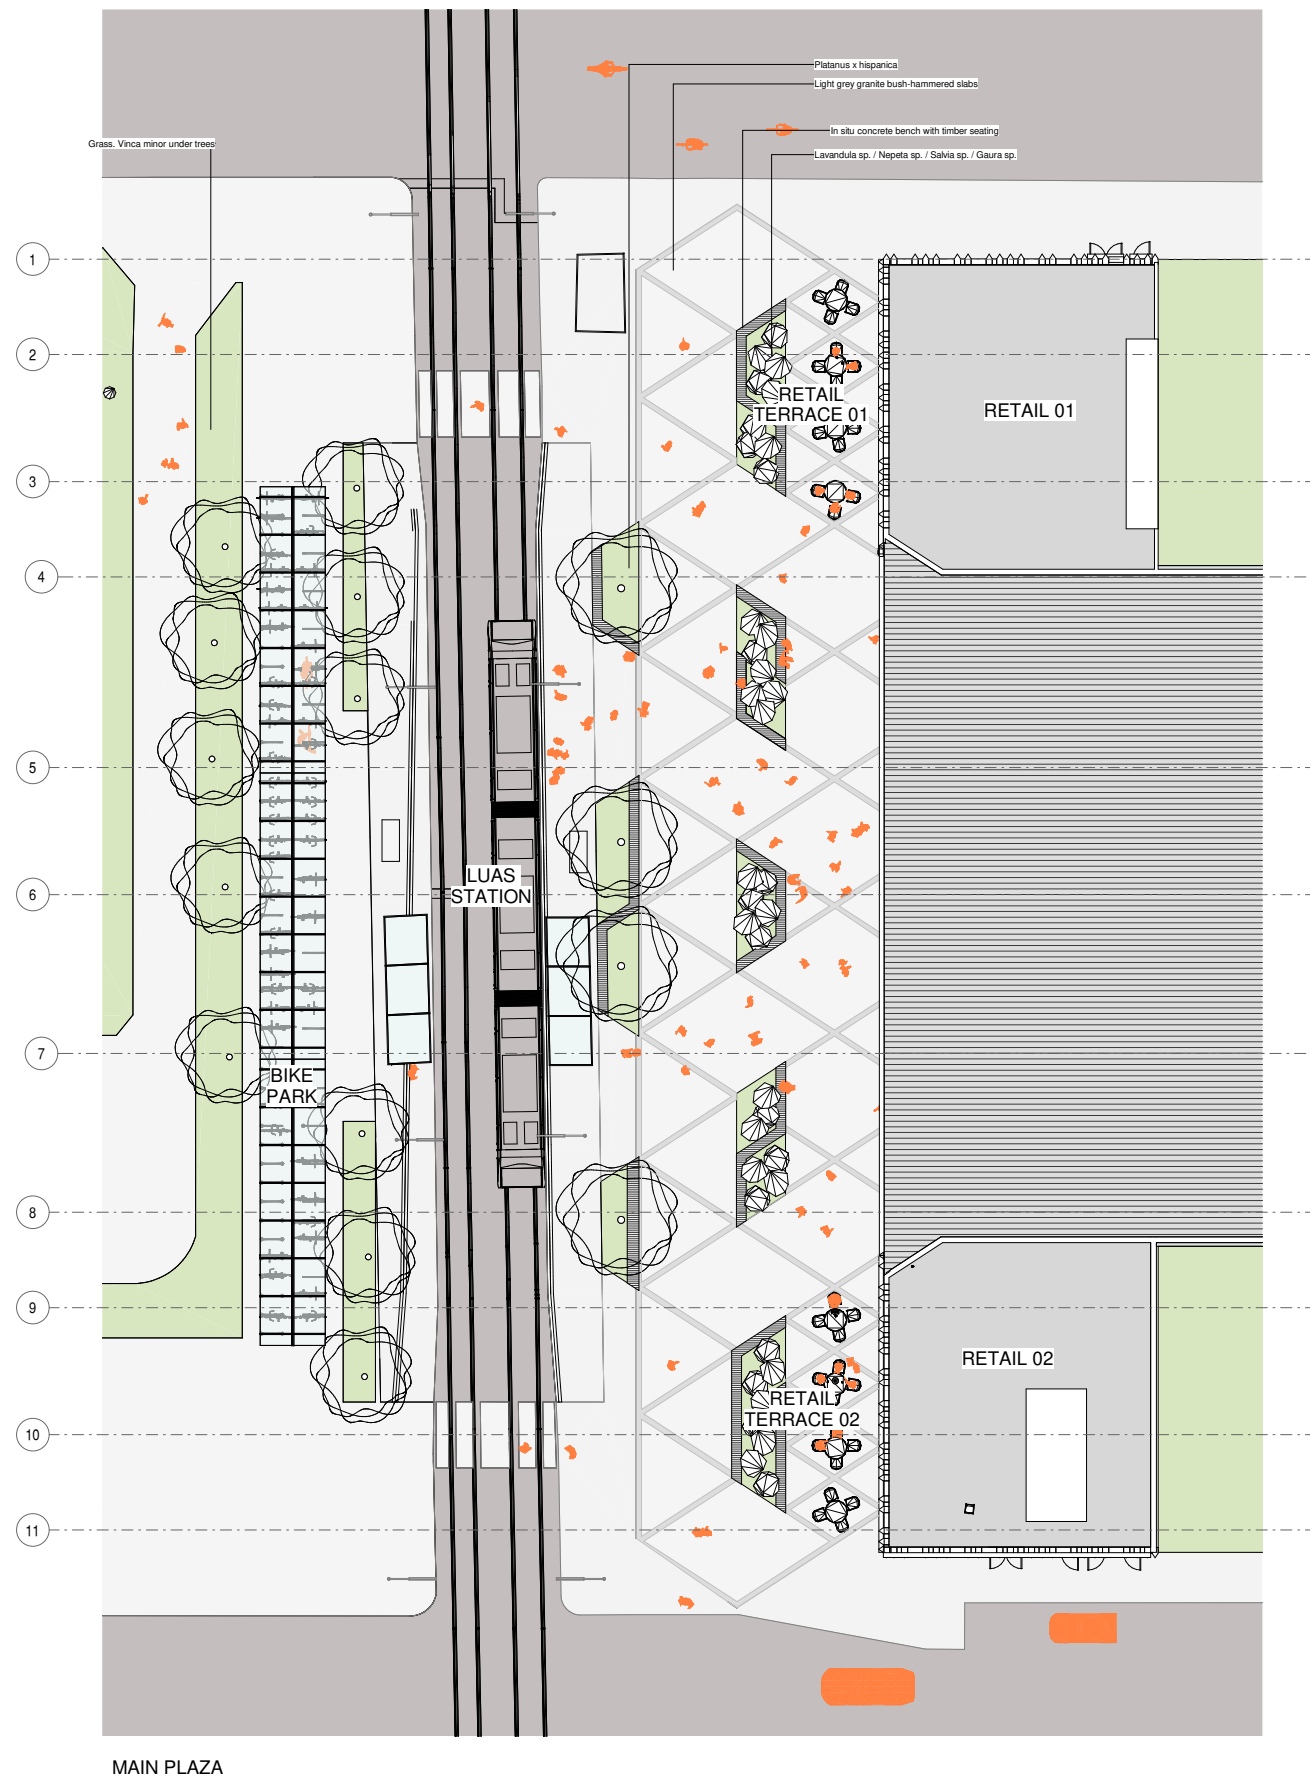 Platanus x hispanica
Light grey granite bush-hammered slabs
In situ concrete bench with timber seating
Grass. Vinca minor under trees
Lavandula sp. / Nepeta sp. / Salvia sp. / Gaura sp.
1
2
RETAIL
TERRACE 01
RETAIL 01
3
4
5
6
LUAS
STATION
7
BIKE
PARK
8
9
RETAIL 02
RETAIL
TERRACE 02
10
11
MAIN PLAZA